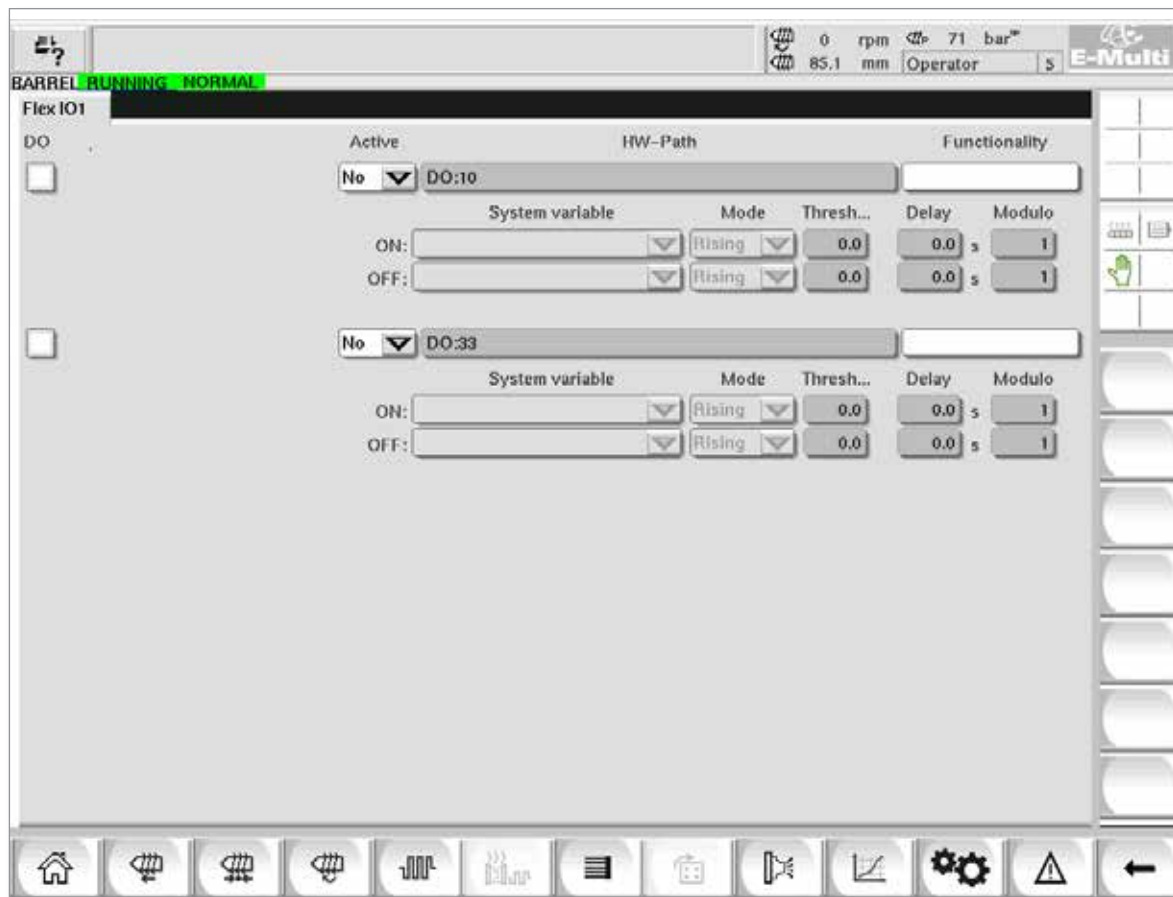 ?
0 rpm P 71 bar
85.1 mm Operator S
E-Multi
BARREL RUNNING NORMAL
Flex IO1
DO Active HW-Path Functionality
No DO:10
System variable Mode Thresh... Delay Modulo
ON: Rising 0.0 0.0 s 1
OFF: Rising 0.0 0.0 s 1
No DO:33
System variable Mode Thresh... Delay Modulo
ON: Rising 0.0 0.0 s 1
OFF: Rising 0.0 0.0 s 1